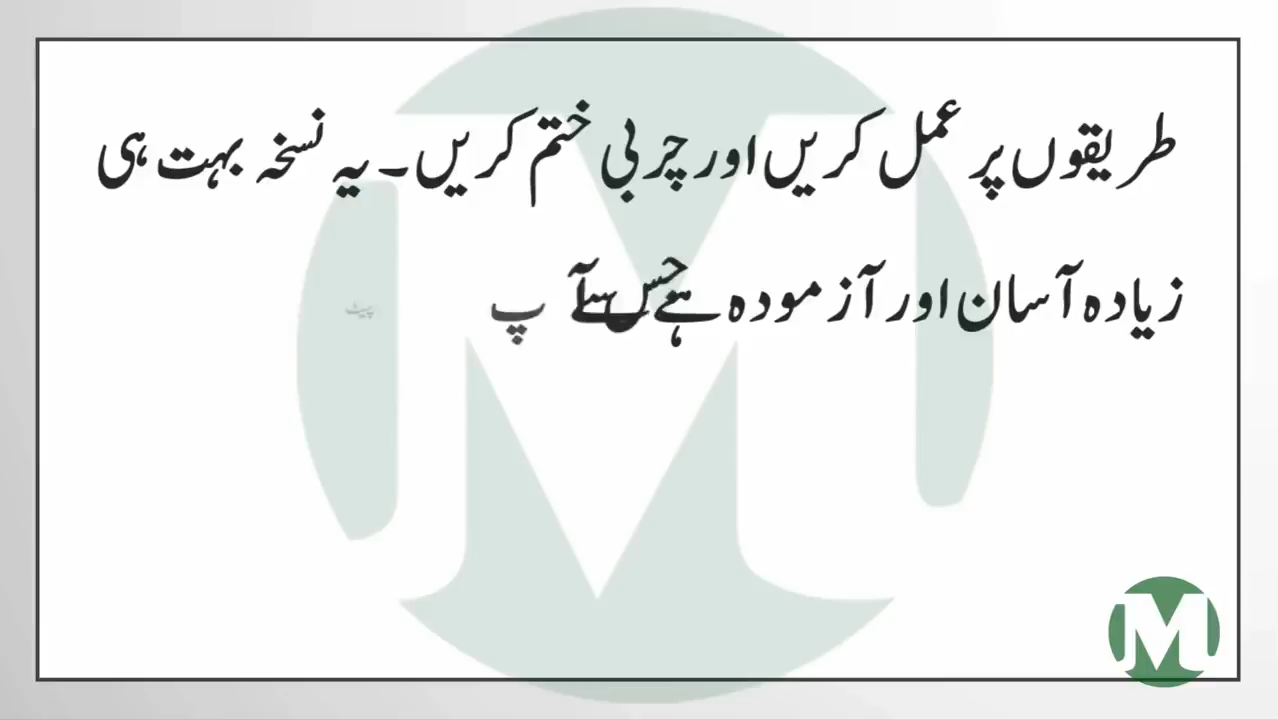 طریقوں پر عمل کریں اور چربی ختم کریں۔ یہ نسخہ بہت ہی
زیادہ آسان اور آزمودہ ہے جس سے آپ
M